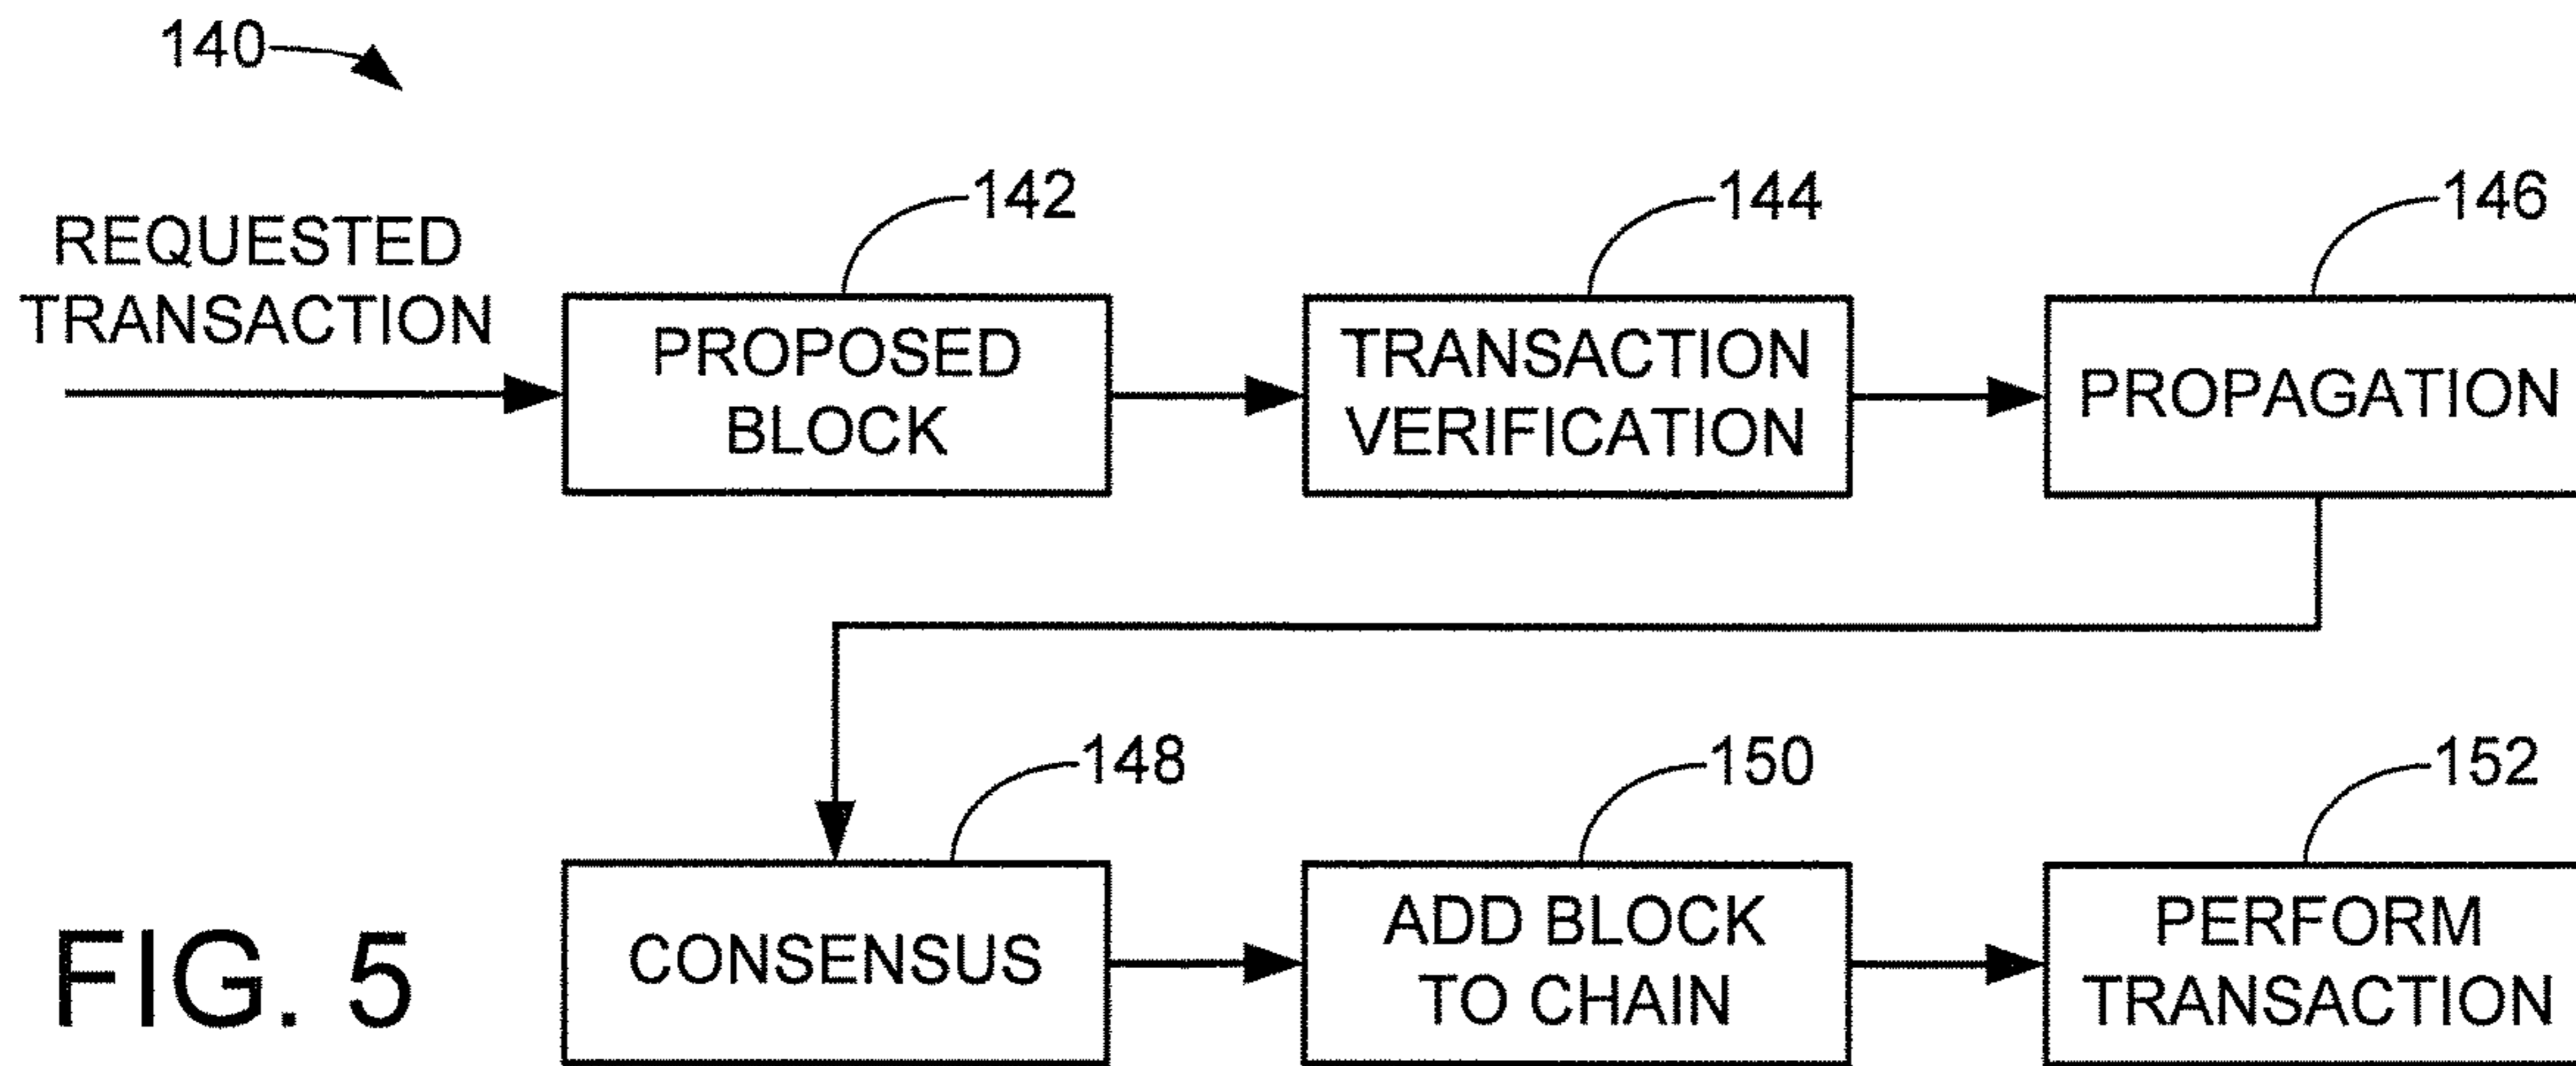 140
142
144
146
REQUESTED
TRANSACTION
PROPOSED
BLOCK
TRANSACTION
VERIFICATION
PROPAGATION
148
150
152
CONSENSUS
ADD BLOCK
TO CHAIN
PERFORM
TRANSACTION
FIG. 5